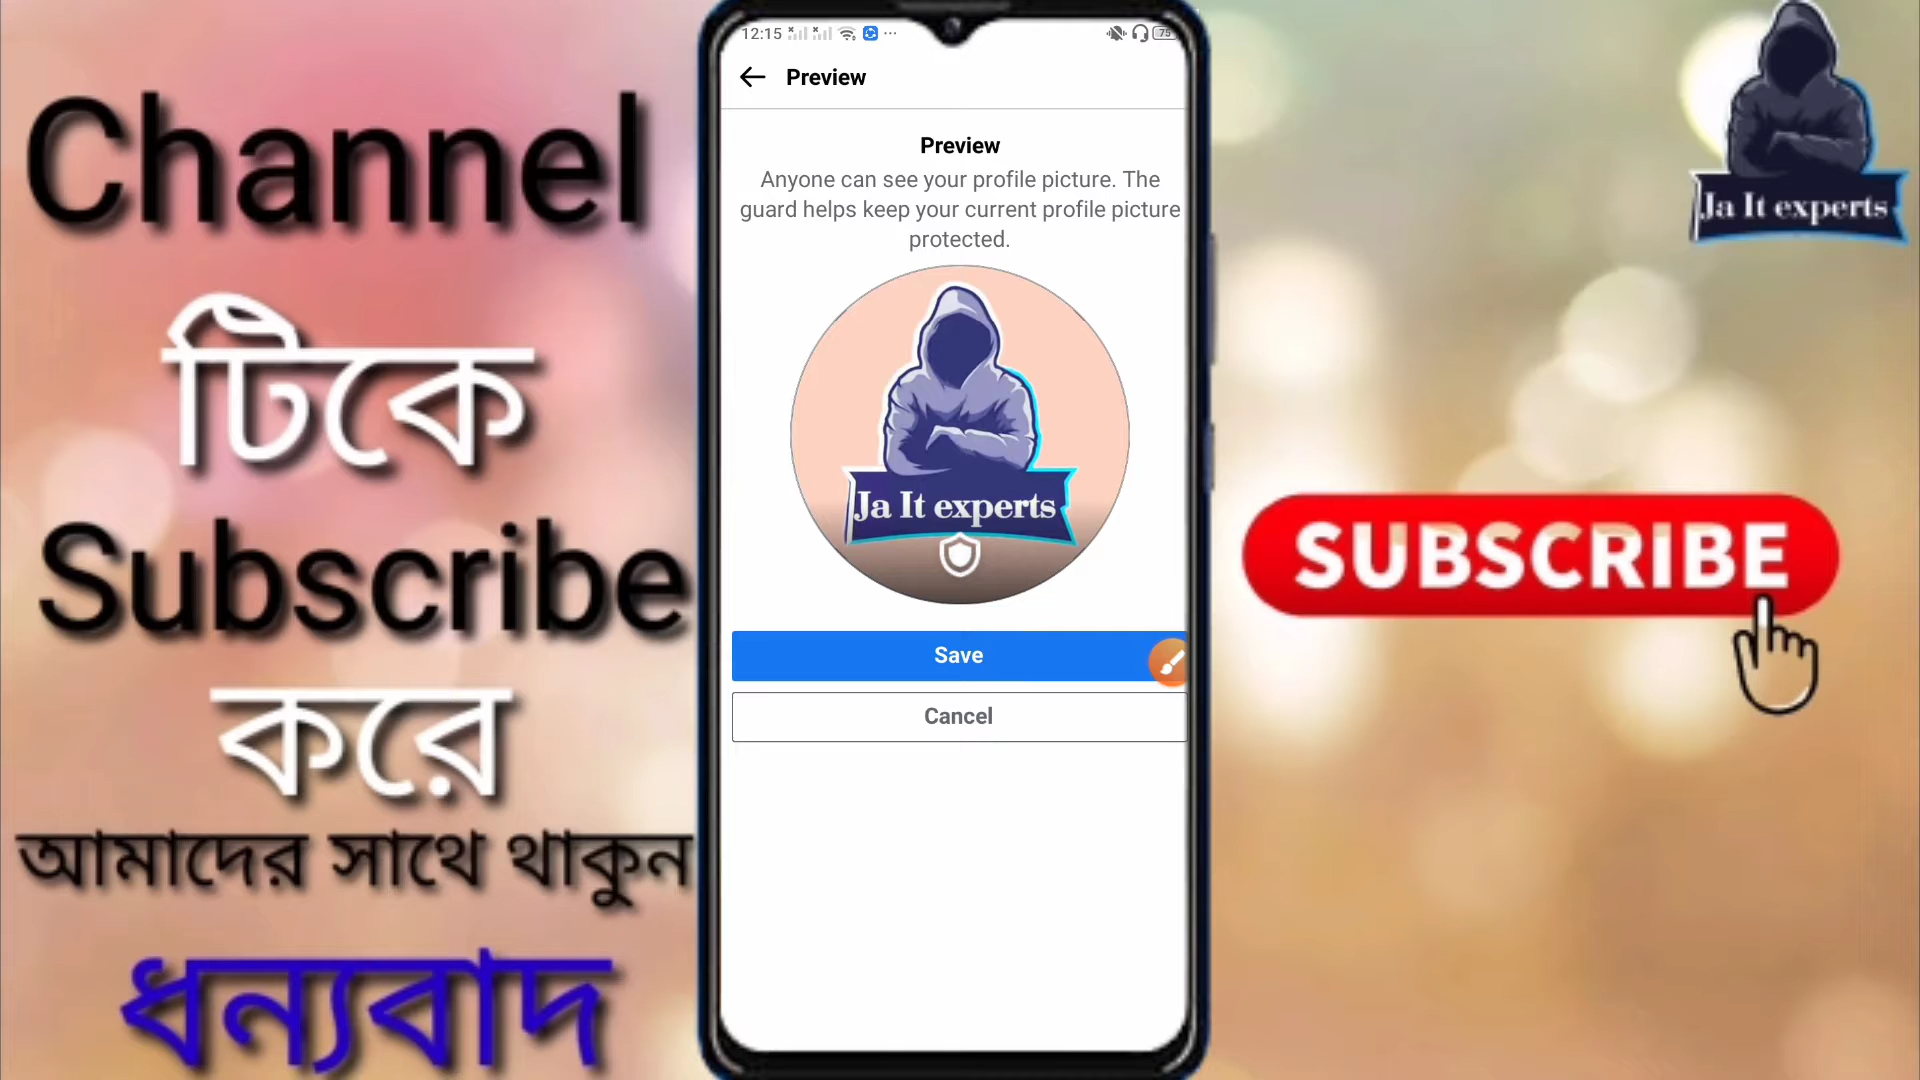 Channel
টিকে
Subscribe
করে
আমাদের সাথে থাকুন
ধন্যবাদ
12:15
75
Preview
Preview
Anyone can see your profile picture. The
guard helps keep your current profile picture
protected.
Ja It experts
Save
Cancel
Ja It experts
SUBSCRIBE